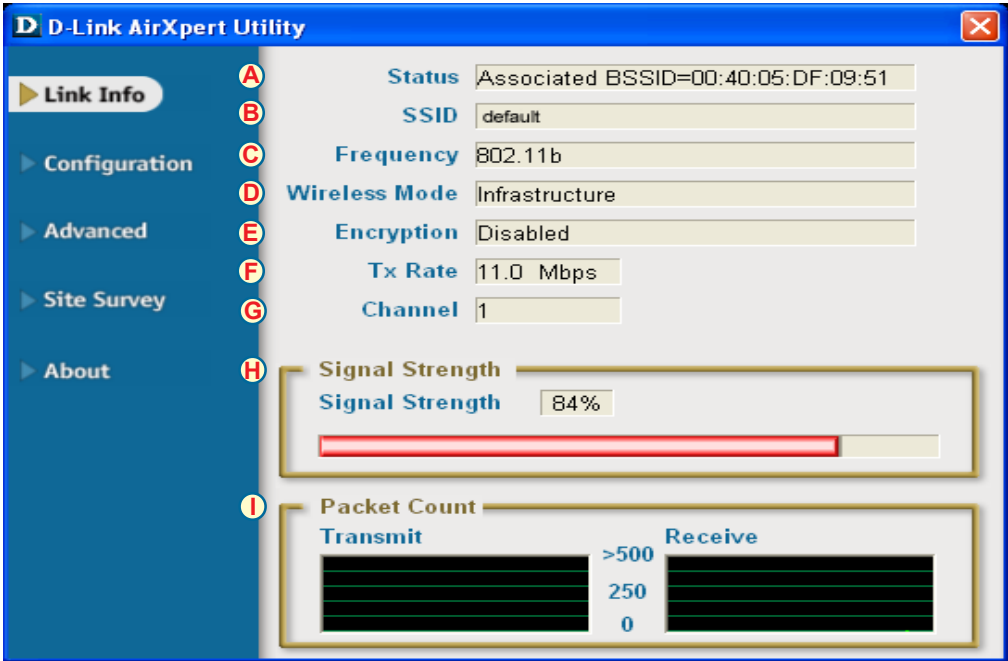 D D-Link AirXpert Utility
Link Info
Configuration
Advanced
Site Survey
About
A Status Associated BSSID=00:40:05:DF:09:51
B SSID default
C Frequency 802.11b
D Wireless Mode Infrastructure
E Encryption Disabled
F Tx Rate 11.0 Mbps
G Channel 1
H Signal Strength
Signal Strength 84%
I Packet Count
Transmit Receive
>500
250
0